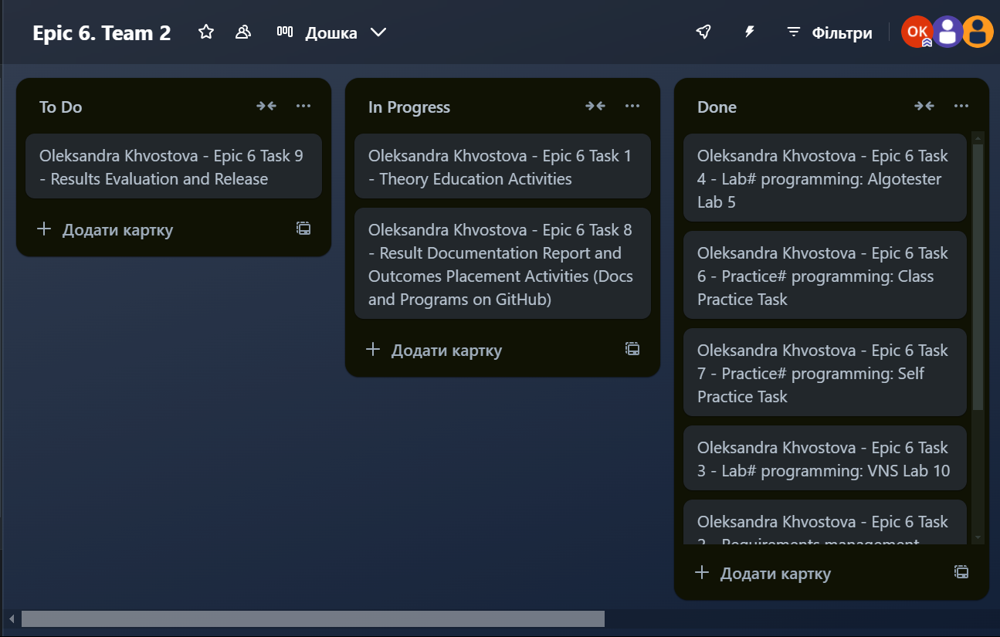 Epic 6. Team 2
Дошка
Фільтри
OK
To Do
Oleksandra Khvostova - Epic 6 Task 9
- Results Evaluation and Release
Додати картку
In Progress
Oleksandra Khvostova - Epic 6 Task 1
- Theory Education Activities
Oleksandra Khvostova - Epic 6 Task 8
- Result Documentation Report and
Outcomes Placement Activities (Docs
and Programs on GitHub)
Додати картку
Done
Oleksandra Khvostova - Epic 6 Task
4 - Lab# programming: Algotester
Lab 5
Oleksandra Khvostova - Epic 6 Task
6 - Practice# programming: Class
Practice Task
Oleksandra Khvostova - Epic 6 Task
7 - Practice# programming: Self
Practice Task
Oleksandra Khvostova - Epic 6 Task
3 - Lab# programming: VNS Lab 10
Oleksandra Khvostova - Epic 6 Task
2 - Requirements management
Додати картку